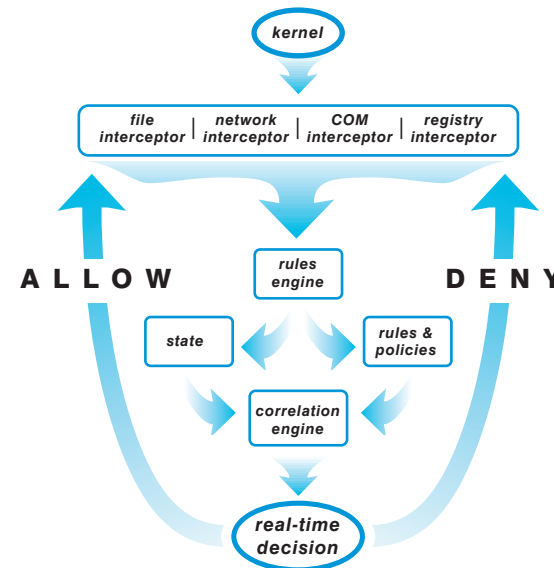 kernel
file interceptor | network interceptor | COM interceptor | registry interceptor
rules
engine
ALLOW
DENY
state
rules &
policies
correlation
engine
real-time
decision